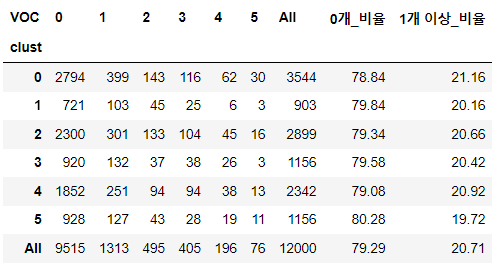 VOC 0 1 2 3 4 5 All 0개_비율 1개 이상_비율
clust
0 2794 399 143 116 62 30 3544 78.84 21.16
1 721 103 45 25 6 3 903 79.84 20.16
2 2300 301 133 104 45 16 2899 79.34 20.66
3 920 132 37 38 26 3 1156 79.58 20.42
4 1852 251 94 94 38 13 2342 79.08 20.92
5 928 127 43 28 19 11 1156 80.28 19.72
All 9515 1313 495 405 196 76 12000 79.29 20.71